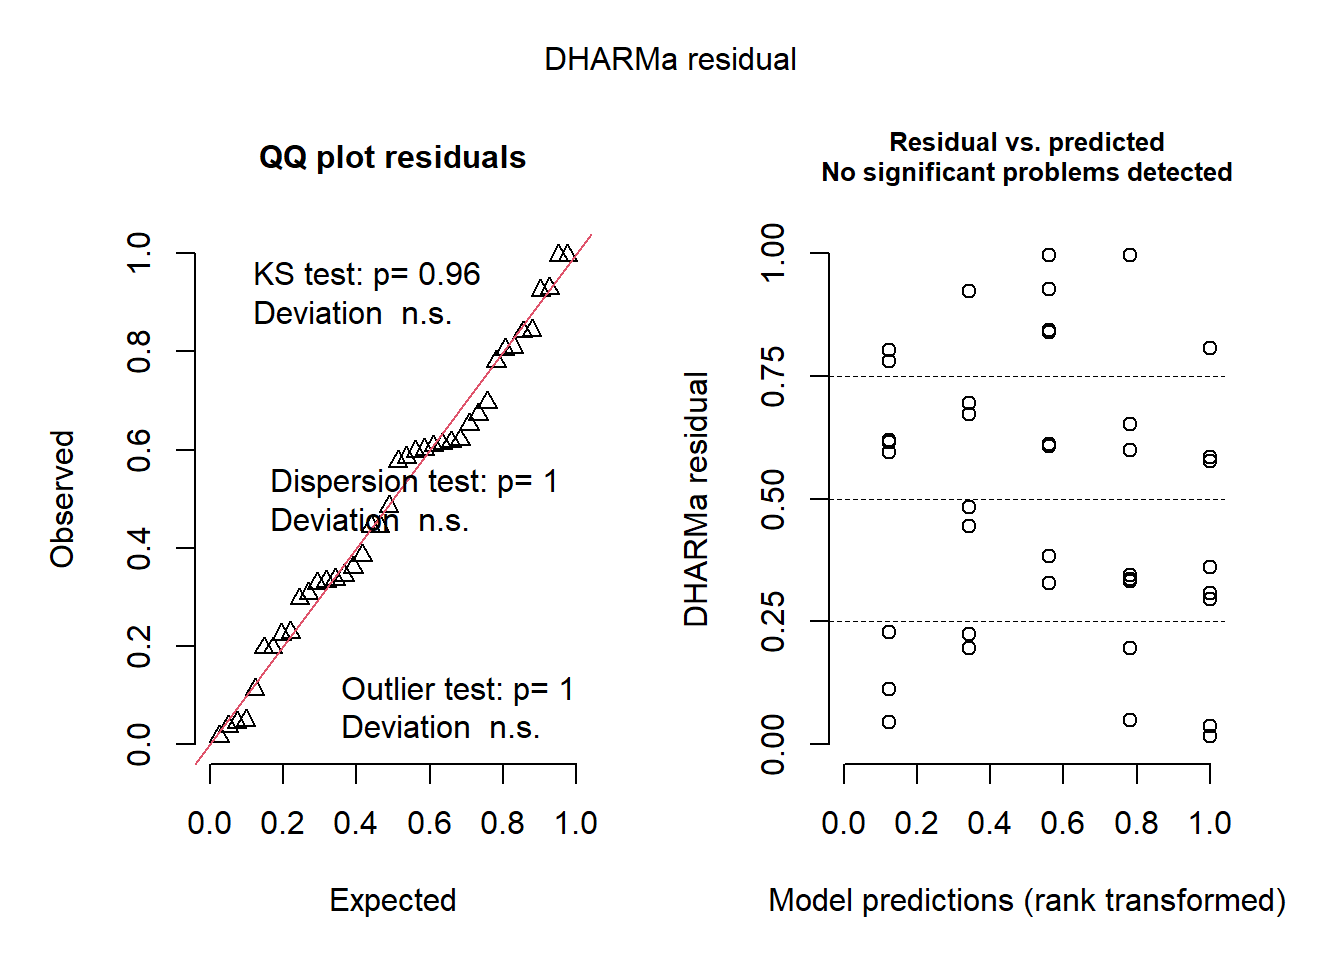 DHARMa residual
QQ plot residuals
KS test: p= 0.96
Deviation  n.s.
Dispersion test: p= 1
Deviation  n.s.
Outlier test: p= 1
Deviation  n.s.
Observed
0.0
0.2
0.4
0.6
0.8
1.0
0.0 0.2 0.4 0.6 0.8 1.0
Expected
Residual vs. predicted
No significant problems detected
DHARMa residual
0.00
0.25
0.50
0.75
1.00
0.0 0.2 0.4 0.6 0.8 1.0
Model predictions (rank transformed)